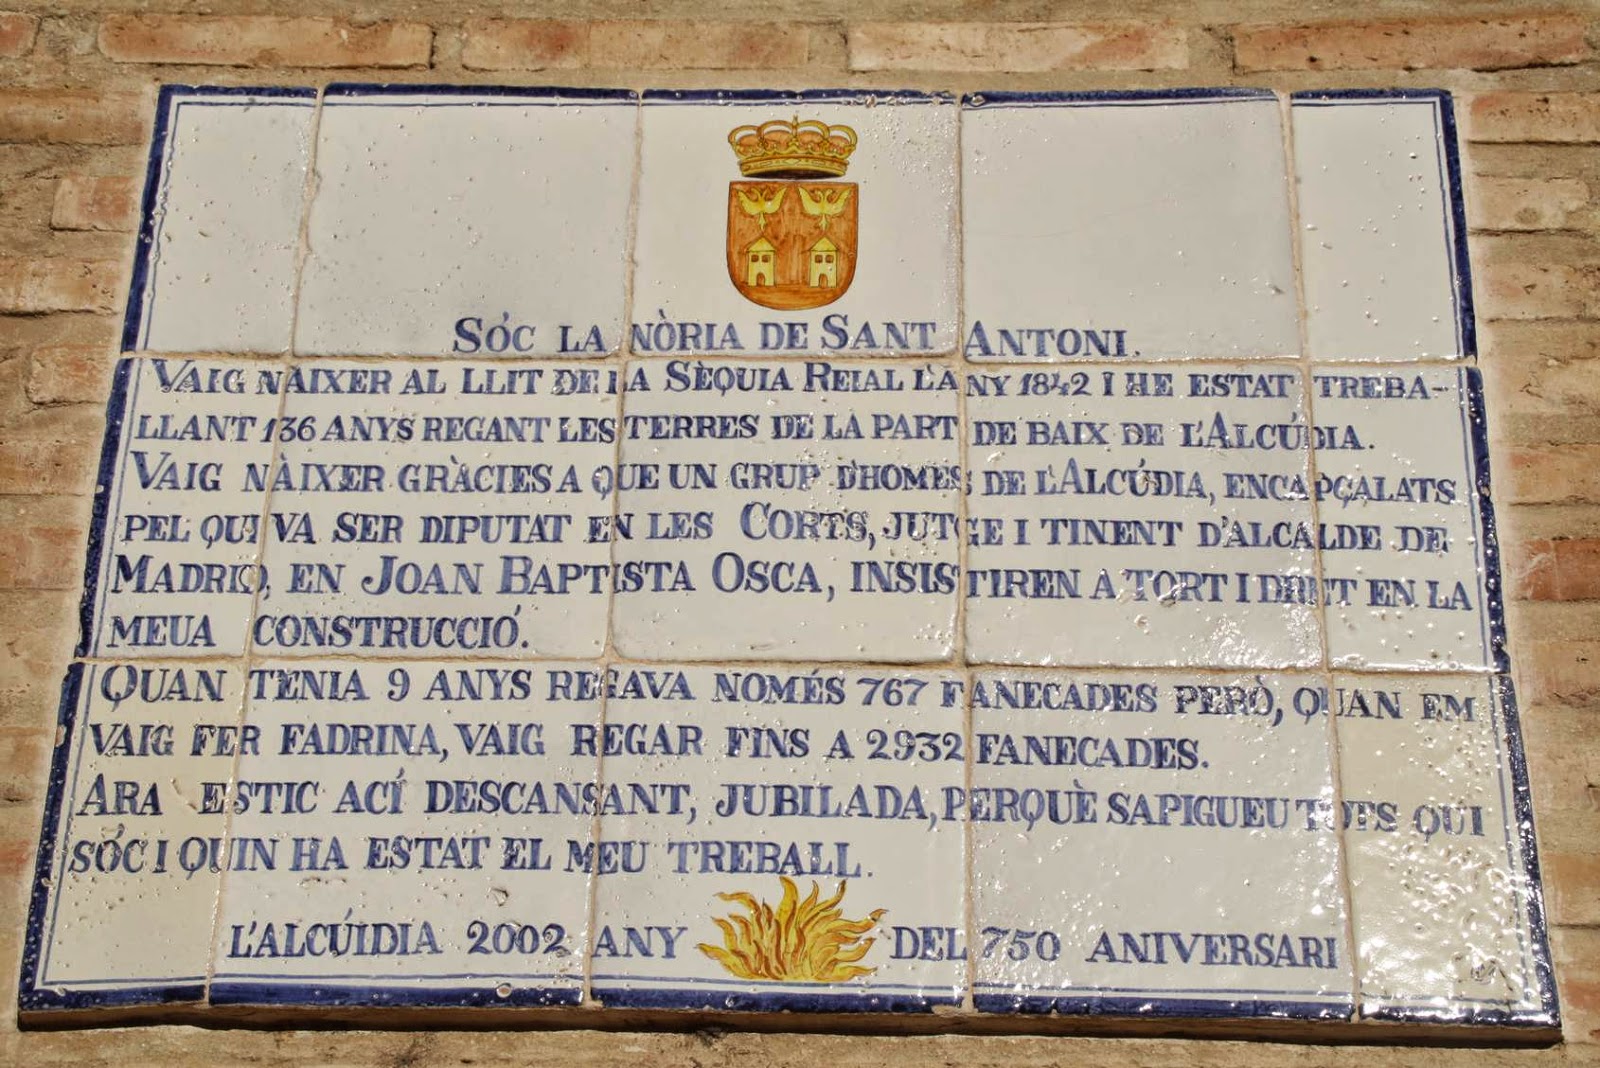 SÓC LA NÒRIA DE SANT ANTONI.
VAIG NÀIXER AL LLIT DE LA SÈQUIA REIAL L'ANY 1842 I HE ESTAT TREBA-
LLANT 136 ANYS REGANT LES TERRES DE LA PART DE BAIX DE L'ALCÚDIA.
VAIG NÀIXER GRÀCIES A QUE UN GRUP D'HOMES DE L'ALCÚDIA, ENCAPÇALATS
PEL QUI VA SER DIPUTAT EN LES CORTS, JUTGE I TINENT D'ALCALDE DE
MADRID, EN JOAN BAPTISTA OSCA, INSISTIREN A TORT I DRET EN LA
MEUA CONSTRUCCIÓ.
QUAN TENIA 9 ANYS REGAVA NOMÉS 767 FANECADES PERÒ, QUAN EM
VAIG FER FADRINA, VAIG REGAR FINS A 2932 FANECADES.
ARA ESTIC ACÍ DESCANSANT, JUBILADA, PERQUÈ SAPIGUEU TOTS QUI
SÓC I QUIN HA ESTAT EL MEU TREBALL.
L'ALCÚIDIA 2002 ANY DEL 750 ANIVERSARI